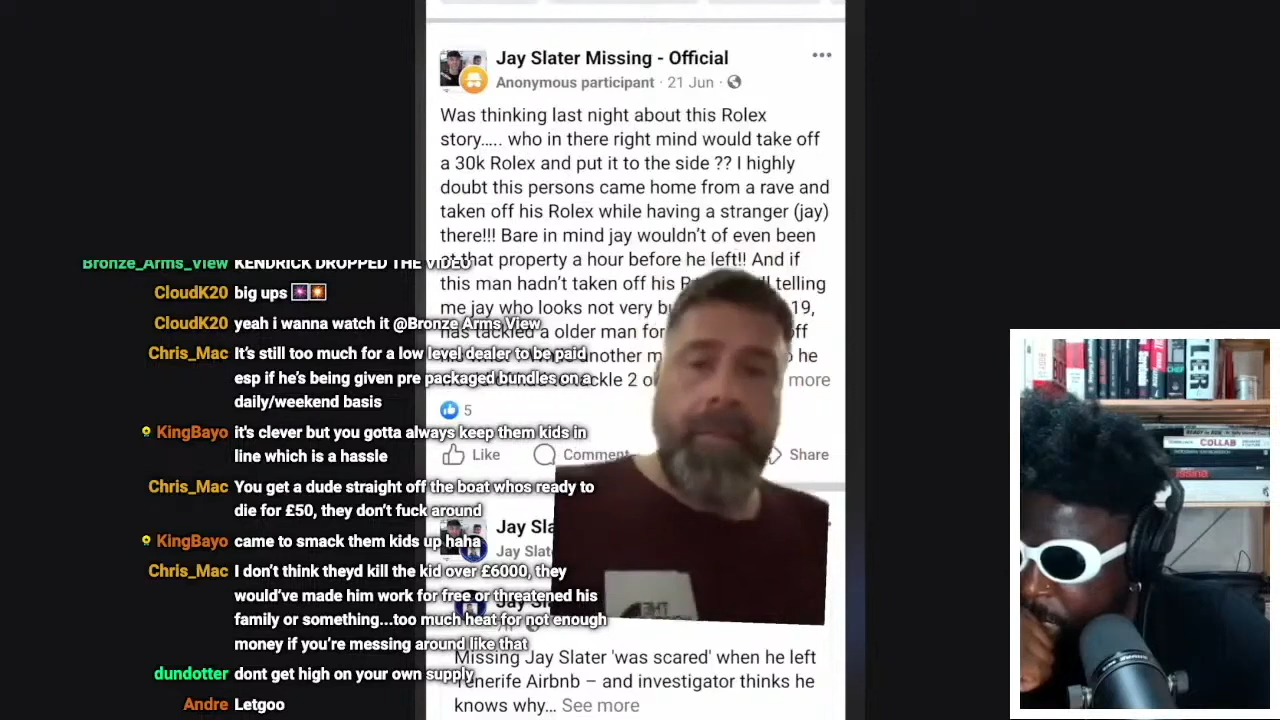 Jay Slater Missing - Official
Anonymous participant · 21 Jun ·
Was thinking last night about this Rolex
story..... who in there right mind would take off
a 30k Rolex and put it to the side ?? I highly
doubt this persons came home from a rave and
taken off his Rolex while having a stranger (jay)
there!!! Bare in mind jay wouldn't of even been
that property a hour before he left!! And if
this man hadn't taken off his telling
me jay who looks not very 19,
has tackled a older man for off
another he
tackle 2 more
5
Like
Comment
Share
Jay Sla
Jay Slat
Jay Sl
Missing Jay Slater 'was scared' when he left
Tenerife Airbnb – and investigator thinks he
knows why... See more
Bronze_Arms_View KENDRICK DROPPED THE VIDEO
CloudK20 big ups
CloudK20 yeah i wanna watch it @Bronze Arms View
Chris_Mac It's still too much for a low level dealer to be paid
esp if he's being given pre packaged bundles on a
daily/weekend basis
KingBayo it's clever but you gotta always keep them kids in
line which is a hassle
Chris_Mac You get a dude straight off the boat whos ready to
die for £50, they don't fuck around
KingBayo came to smack them kids up haha
Chris_Mac I don't think theyd kill the kid over £6000, they
would've made him work for free or threatened his
family or something...too much heat for not enough
money if you're messing around like that
dundotter dont get high on your own supply
Andre Letgoo
COLLAB